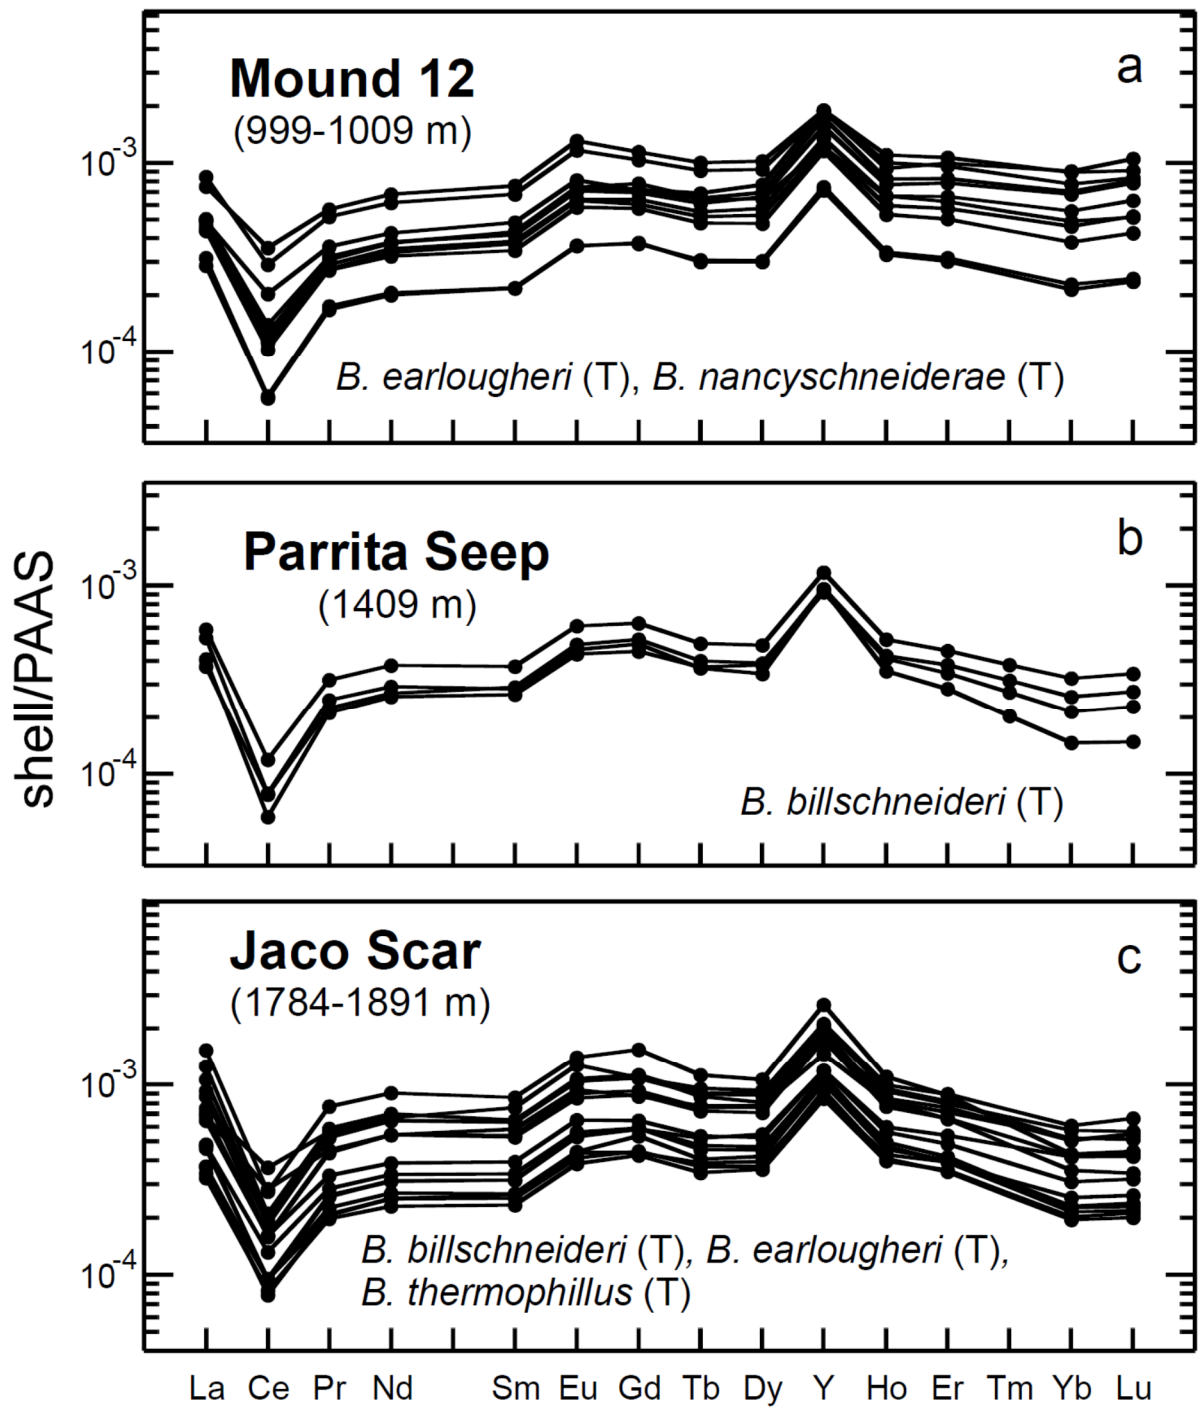 Mound 12
(999-1009 m)
a
10-3
10-4
B. earlougheri (T), B. nancyschneiderae (T)
shell/PAAS
Parrita Seep
(1409 m)
b
10-3
10-4
B. billschneideri (T)
Jaco Scar
(1784-1891 m)
c
10-3
10-4
B. billschneideri (T), B. earlougheri (T),
B. thermophillus (T)
La Ce Pr Nd Sm Eu Gd Tb Dy Y Ho Er Tm Yb Lu